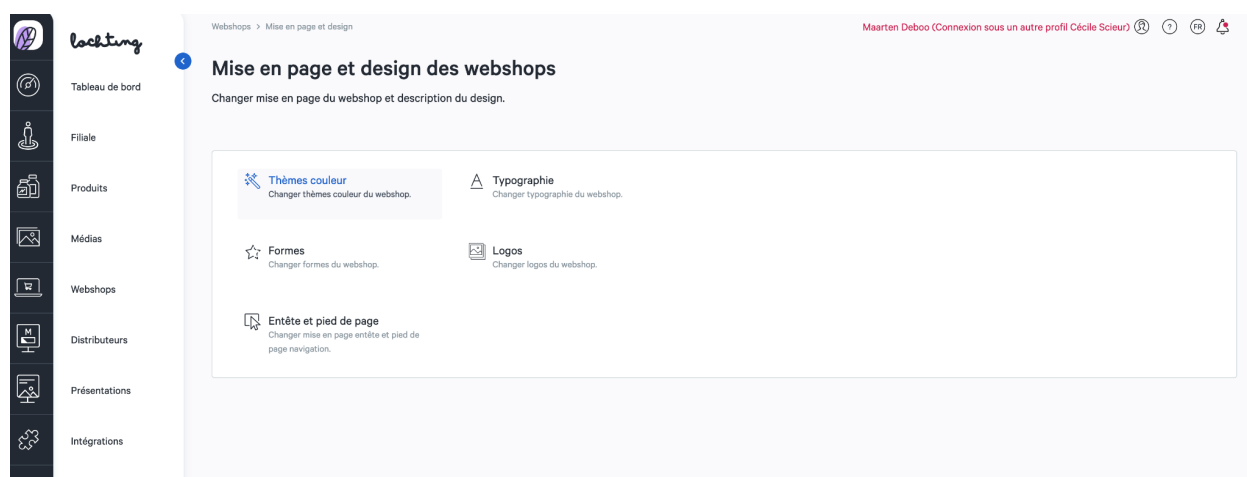 lochting
Tableau de bord
Filiale
Produits
Médias
Webshops
M
Distributeurs
Présentations
Intégrations
Webshops > Mise en page et design
Maarten Deboo (Connexion sous un autre profil Cécile Scieur) ? FR
Mise en page et design des webshops
Changer mise en page du webshop et description du design.
Thèmes couleur
Changer thèmes couleur du webshop.
A Typographie
Changer typographie du webshop.
Formes
Changer formes du webshop.
Logos
Changer logos du webshop.
Entête et pied de page
Changer mise en page entête et pied de
page navigation.